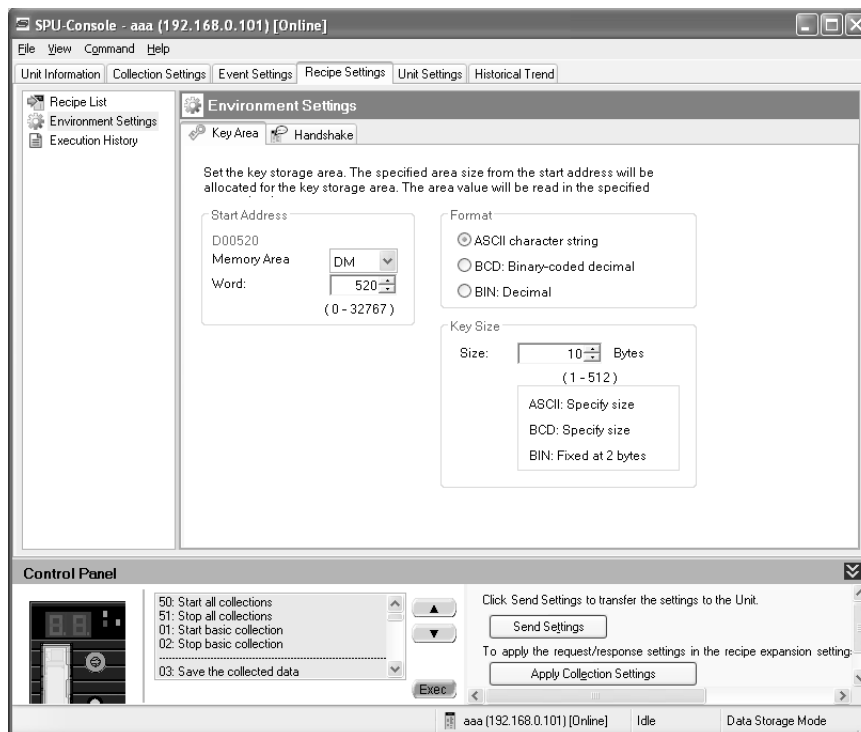 SPU-Console - aaa (192.168.0.101) [Online]
File View Command Help
Unit Information Collection Settings Event Settings Recipe Settings Unit Settings Historical Trend
Recipe List
Environment Settings
Execution History
Environment Settings
Key Area Handshake
Set the key storage area. The specified area size from the start address will be
allocated for the key storage area. The area value will be read in the specified
Start Address
D00520
Memory Area DM
Word: 520
(0 - 32767)
Format
ASCII character string
BCD: Binary-coded decimal
BIN: Decimal
Key Size
Size: 10 Bytes
(1 - 512)
ASCII: Specify size
BCD: Specify size
BIN: Fixed at 2 bytes
Control Panel
50: Start all collections
51: Stop all collections
01: Start basic collection
02: Stop basic collection
03: Save the collected data
Exec
Click Send Settings to transfer the settings to the Unit.
Send Settings
To apply the request/response settings in the recipe expansion setting
Apply Collection Settings
aaa (192.168.0.101) [Online] Idle Data Storage Mode